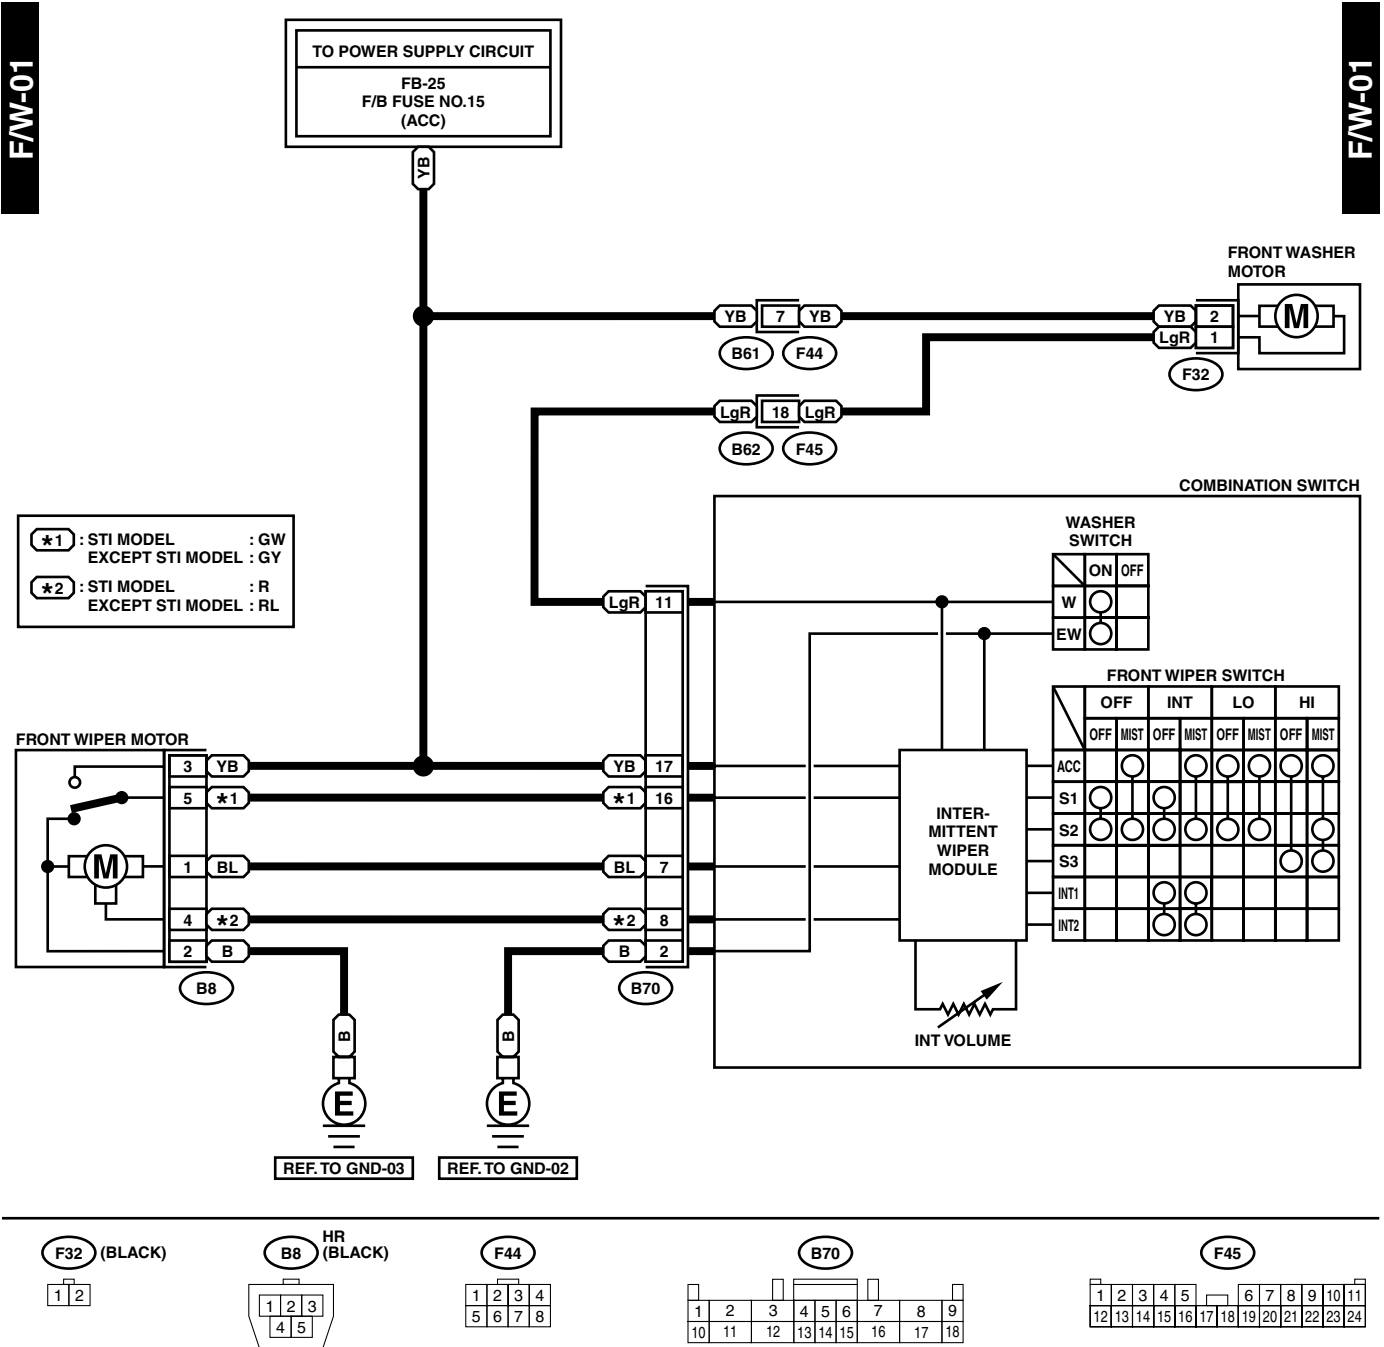 F/W-01
F/W-01
TO POWER SUPPLY CIRCUIT
FB-25
F/B FUSE NO.15
(ACC)
YB
FRONT WASHER
MOTOR
YB 7 YB
YB 2
M
LgR 1
B61 F44
F32
LgR 18 LgR
B62 F45
COMBINATION SWITCH
*1 : STI MODEL : GW
EXCEPT STI MODEL : GY
*2 : STI MODEL : R
EXCEPT STI MODEL : RL
WASHER
SWITCH
ON OFF
W
EW
LgR 11
FRONT WIPER SWITCH
OFF INT LO HI
OFF MIST OFF MIST OFF MIST OFF MIST
ACC
S1
S2
S3
INT1
INT2
FRONT WIPER MOTOR
3 YB
YB 17
5 *1
*1 16
M
1 BL
BL 7
4 *2
*2 8
2 B
B 2
B8
B70
INTER-
MITTENT
WIPER
MODULE
INT VOLUME
B
B
E
E
REF. TO GND-03
REF. TO GND-02
F32 (BLACK)
1 2
B8 HR
(BLACK)
1 2 3
4 5
F44
1 2 3 4
5 6 7 8
B70
1 2 3 4 5 6 7 8 9
10 11 12 13 14 15 16 17 18
F45
1 2 3 4 5 6 7 8 9 10 11
12 13 14 15 16 17 18 19 20 21 22 23 24